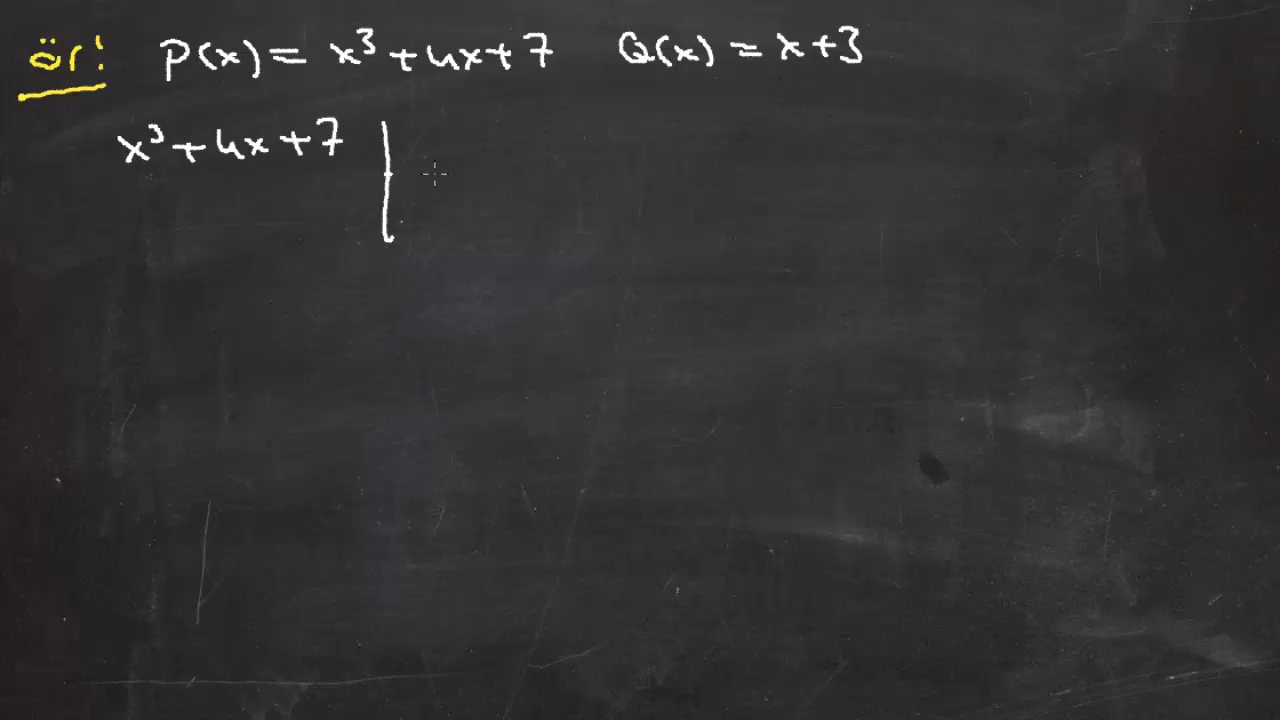 ör! P(x) = x³ + 4x + 7 Q(x) = x + 3
x³ + 4x + 7